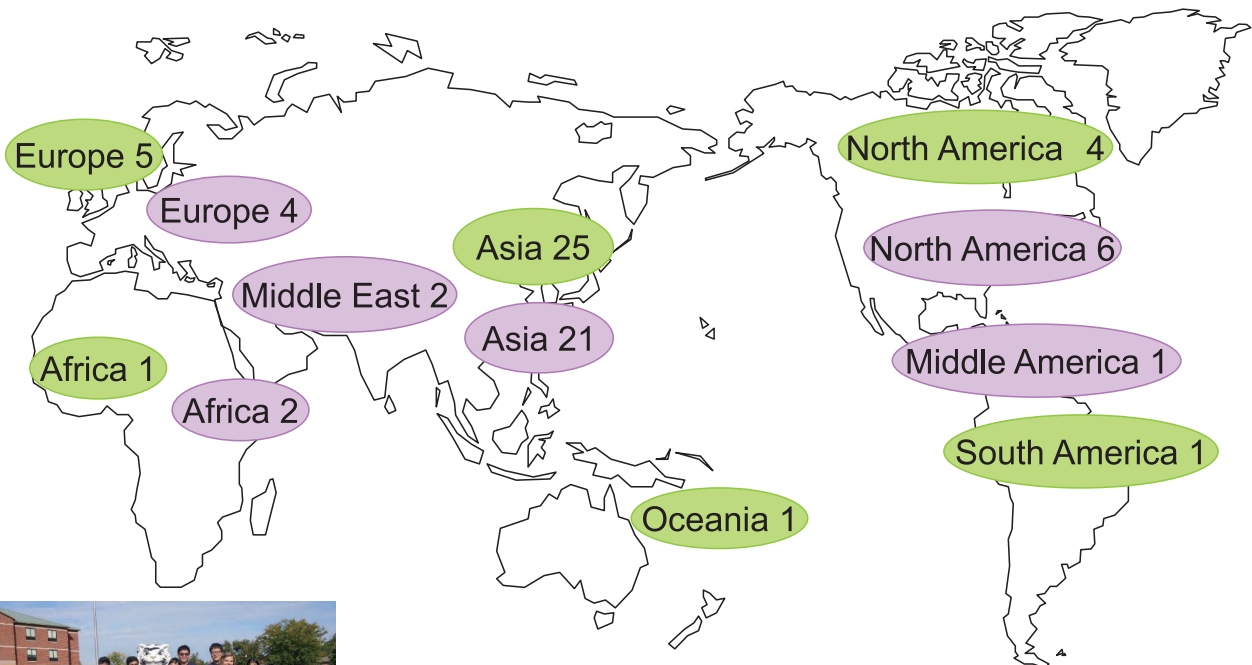 North America 4
Europe 5
Europe 4
Asia 25
North America 6
Middle East 2
Asia 21
Middle America 1
Africa 1
Africa 2
South America 1
Oceania 1